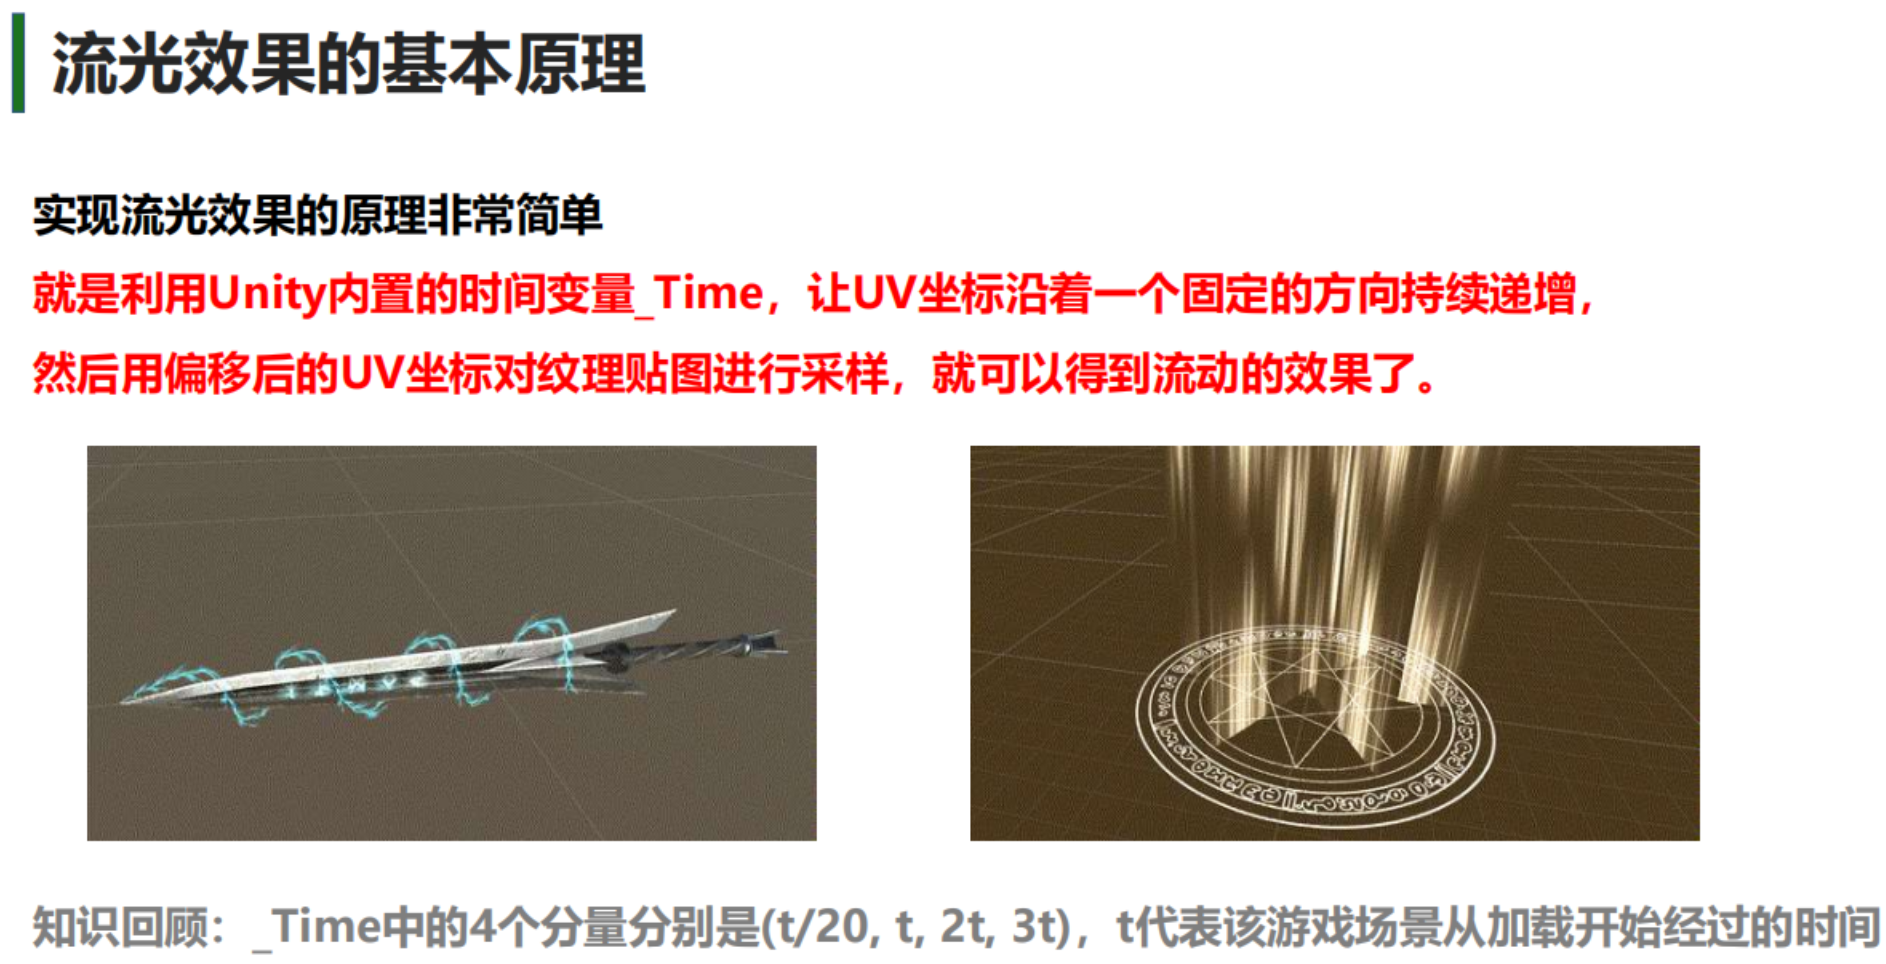 流光效果的基本原理
实现流光效果的原理非常简单
就是利用Unity内置的时间变量_Time，让UV坐标沿着一个固定的方向持续递增，
然后用偏移后的UV坐标对纹理贴图进行采样，就可以得到流动的效果了。
知识回顾：_Time中的4个分量分别是(t/20, t, 2t, 3t)，t代表该游戏场景从加载开始经过的时间